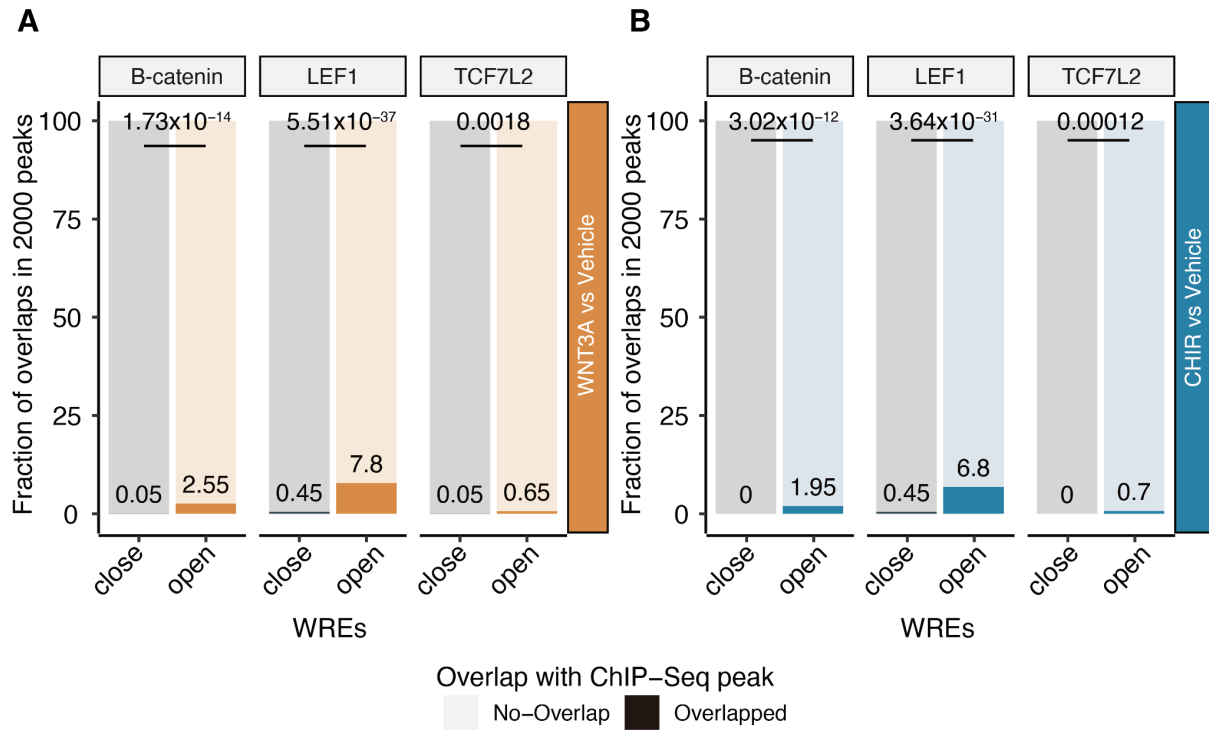 A
B-catenin LEF1 TCF7L2
Fraction of overlaps in 2000 peaks
100
75
50
25
0
1.73x10⁻¹⁴ 5.51x10⁻³⁷ 0.0018
0.05 2.55 0.45 7.8 0.05 0.65
close open close open close open
WREs
WNT3A vs Vehicle
B
B-catenin LEF1 TCF7L2
Fraction of overlaps in 2000 peaks
100
75
50
25
0
3.02x10⁻¹² 3.64x10⁻³¹ 0.00012
0 1.95 0.45 6.8 0 0.7
close open close open close open
WREs
CHIR vs Vehicle
Overlap with ChIP−Seq peak
No−Overlap Overlapped